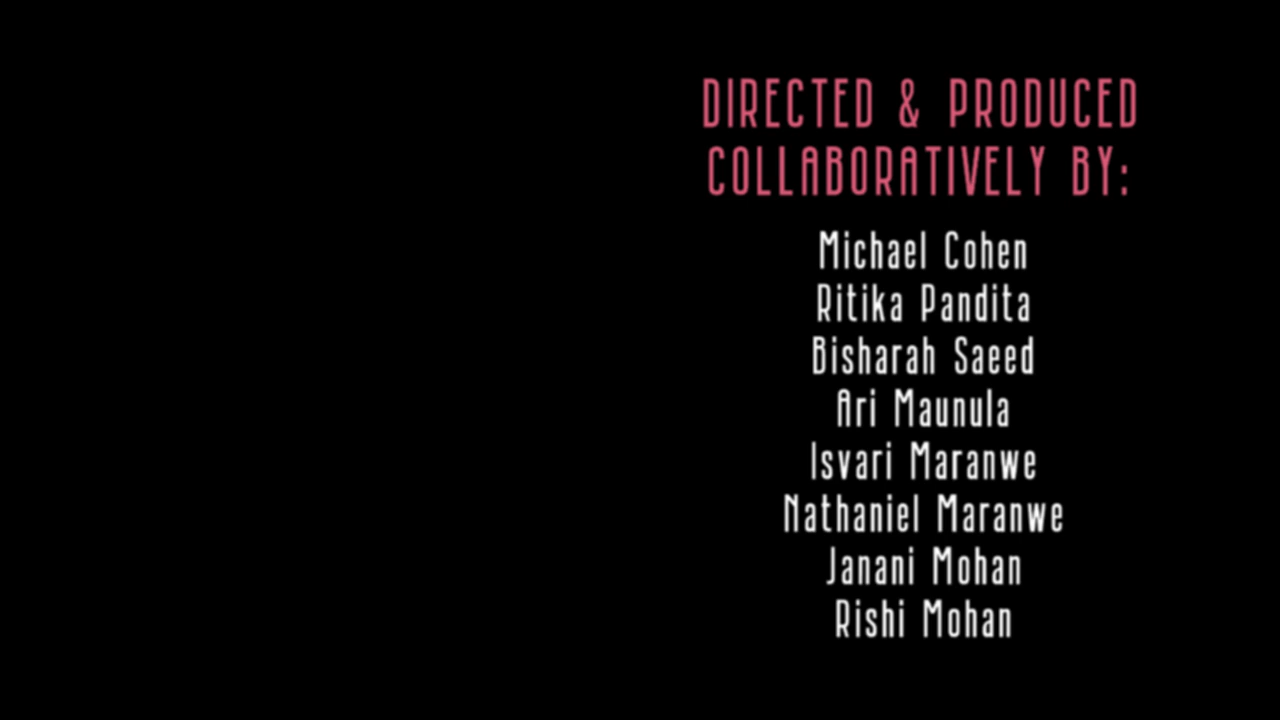 DIRECTED & PRODUCED
COLLABORATIVELY BY:
Michael Cohen
Ritika Pandita
Bisharah Saeed
Ari Maunula
Isvari Maranwe
Nathaniel Maranwe
Janani Mohan
Rishi Mohan